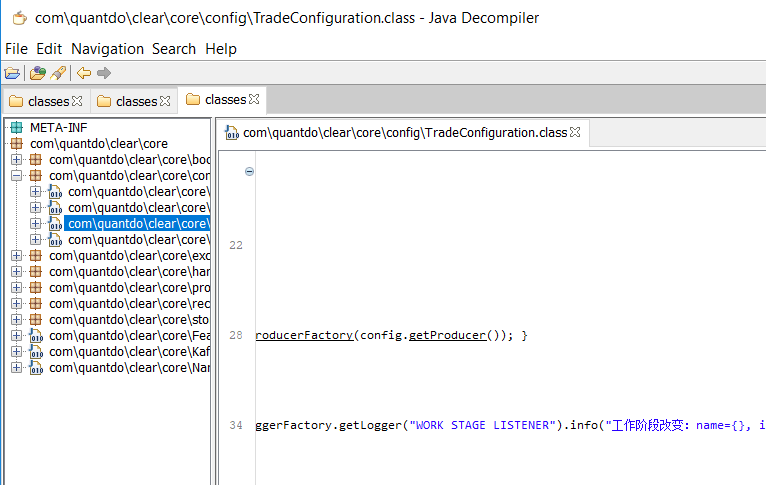 com\quantdo\clear\core\config\TradeConfiguration.class - Java Decompiler
File Edit Navigation Search Help
classes classes classes
META-INF
com\quantdo\clear\core
com\quantdo\clear\core\boo
com\quantdo\clear\core\con
com\quantdo\clear\core\
com\quantdo\clear\core\
com\quantdo\clear\core\
com\quantdo\clear\core\
com\quantdo\clear\core\exc
com\quantdo\clear\core\har
com\quantdo\clear\core\pro
com\quantdo\clear\core\rec
com\quantdo\clear\core\sto
com\quantdo\clear\core\Fea
com\quantdo\clear\core\Kaf
com\quantdo\clear\core\Nar
com\quantdo\clear\core\config\TradeConfiguration.class
22
28 roducerFactory(config.getProducer()); }
34 ggerFactory.getLogger("WORK STAGE LISTENER").info("工作阶段改变: name={}, i